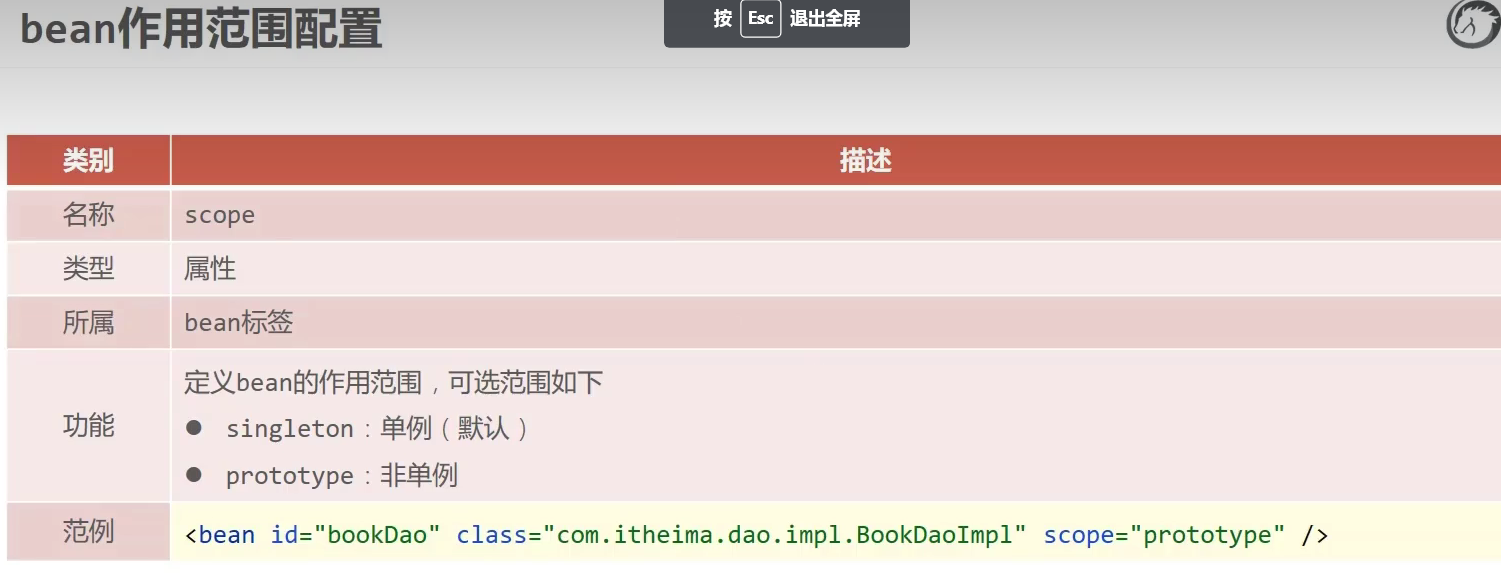 bean作用范围配置
按 Esc 退出全屏
类别 描述
名称 scope
类型 属性
所属 bean标签
功能 定义bean的作用范围，可选范围如下
● singleton：单例（默认）
● prototype：非单例
范例 <bean id="bookDao" class="com.itheima.dao.impl.BookDaoImpl" scope="prototype" />